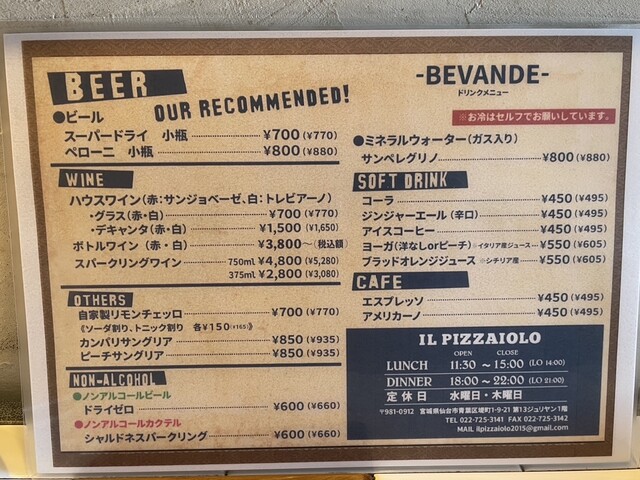 BEER
OUR RECOMMENDED!
●ビール
スーパードライ 小瓶 ¥700 (¥770)
ペローニ 小瓶 ¥800 (¥880)
WINE
ハウスワイン(赤:サンジョベーゼ、白:トレビアーノ)
・グラス(赤・白) ¥700 (¥770)
・デキャンタ(赤・白) ¥1,500 (¥1,650)
ボトルワイン(赤・白) ¥3,800〜(税込額
スパークリングワイン 750mℓ ¥4,800 (¥5,280)
375mℓ ¥2,800 (¥3,080)
OTHERS
自家製リモンチェッロ ¥700 (¥770)
《ソーダ割り、トニック割り 各¥150 (¥165)》
カンパリサングリア ¥850 (¥935)
ピーチサングリア ¥850 (¥935)
NON-ALCOHOL
●ノンアルコールビール
ドライゼロ ¥600 (¥660)
●ノンアルコールカクテル
シャルドネスパークリング ¥600 (¥660)
-BEVANDE-
ドリンクメニュー
※お冷はセルフでお願いしています。
●ミネラルウォーター(ガス入り)
サンペレグリノ ¥800 (¥880)
SOFT DRINK
コーラ ¥450 (¥495)
ジンジャーエール(辛口) ¥450 (¥495)
アイスコーヒー ¥450 (¥495)
ヨーガ(洋なしorピーチ)※イタリア産ジュース ¥550 (¥605)
ブラッドオレンジジュース ※シチリア産 ¥550 (¥605)
CAFE
エスプレッソ ¥450 (¥495)
アメリカーノ ¥450 (¥495)
IL PIZZAIOLO
OPEN CLOSE
LUNCH 11:30 〜 15:00 (LO 14:00)
DINNER 18:00 〜 22:00 (LO 21:00)
定休日 水曜日・木曜日
〒981-0912 宮城県仙台市青葉区堤町1-9-21 第13ジュリヤン1階
TEL 022-725-3141 FAX 022-725-3142
MAIL ilpizzaiolo2015@gmail.com